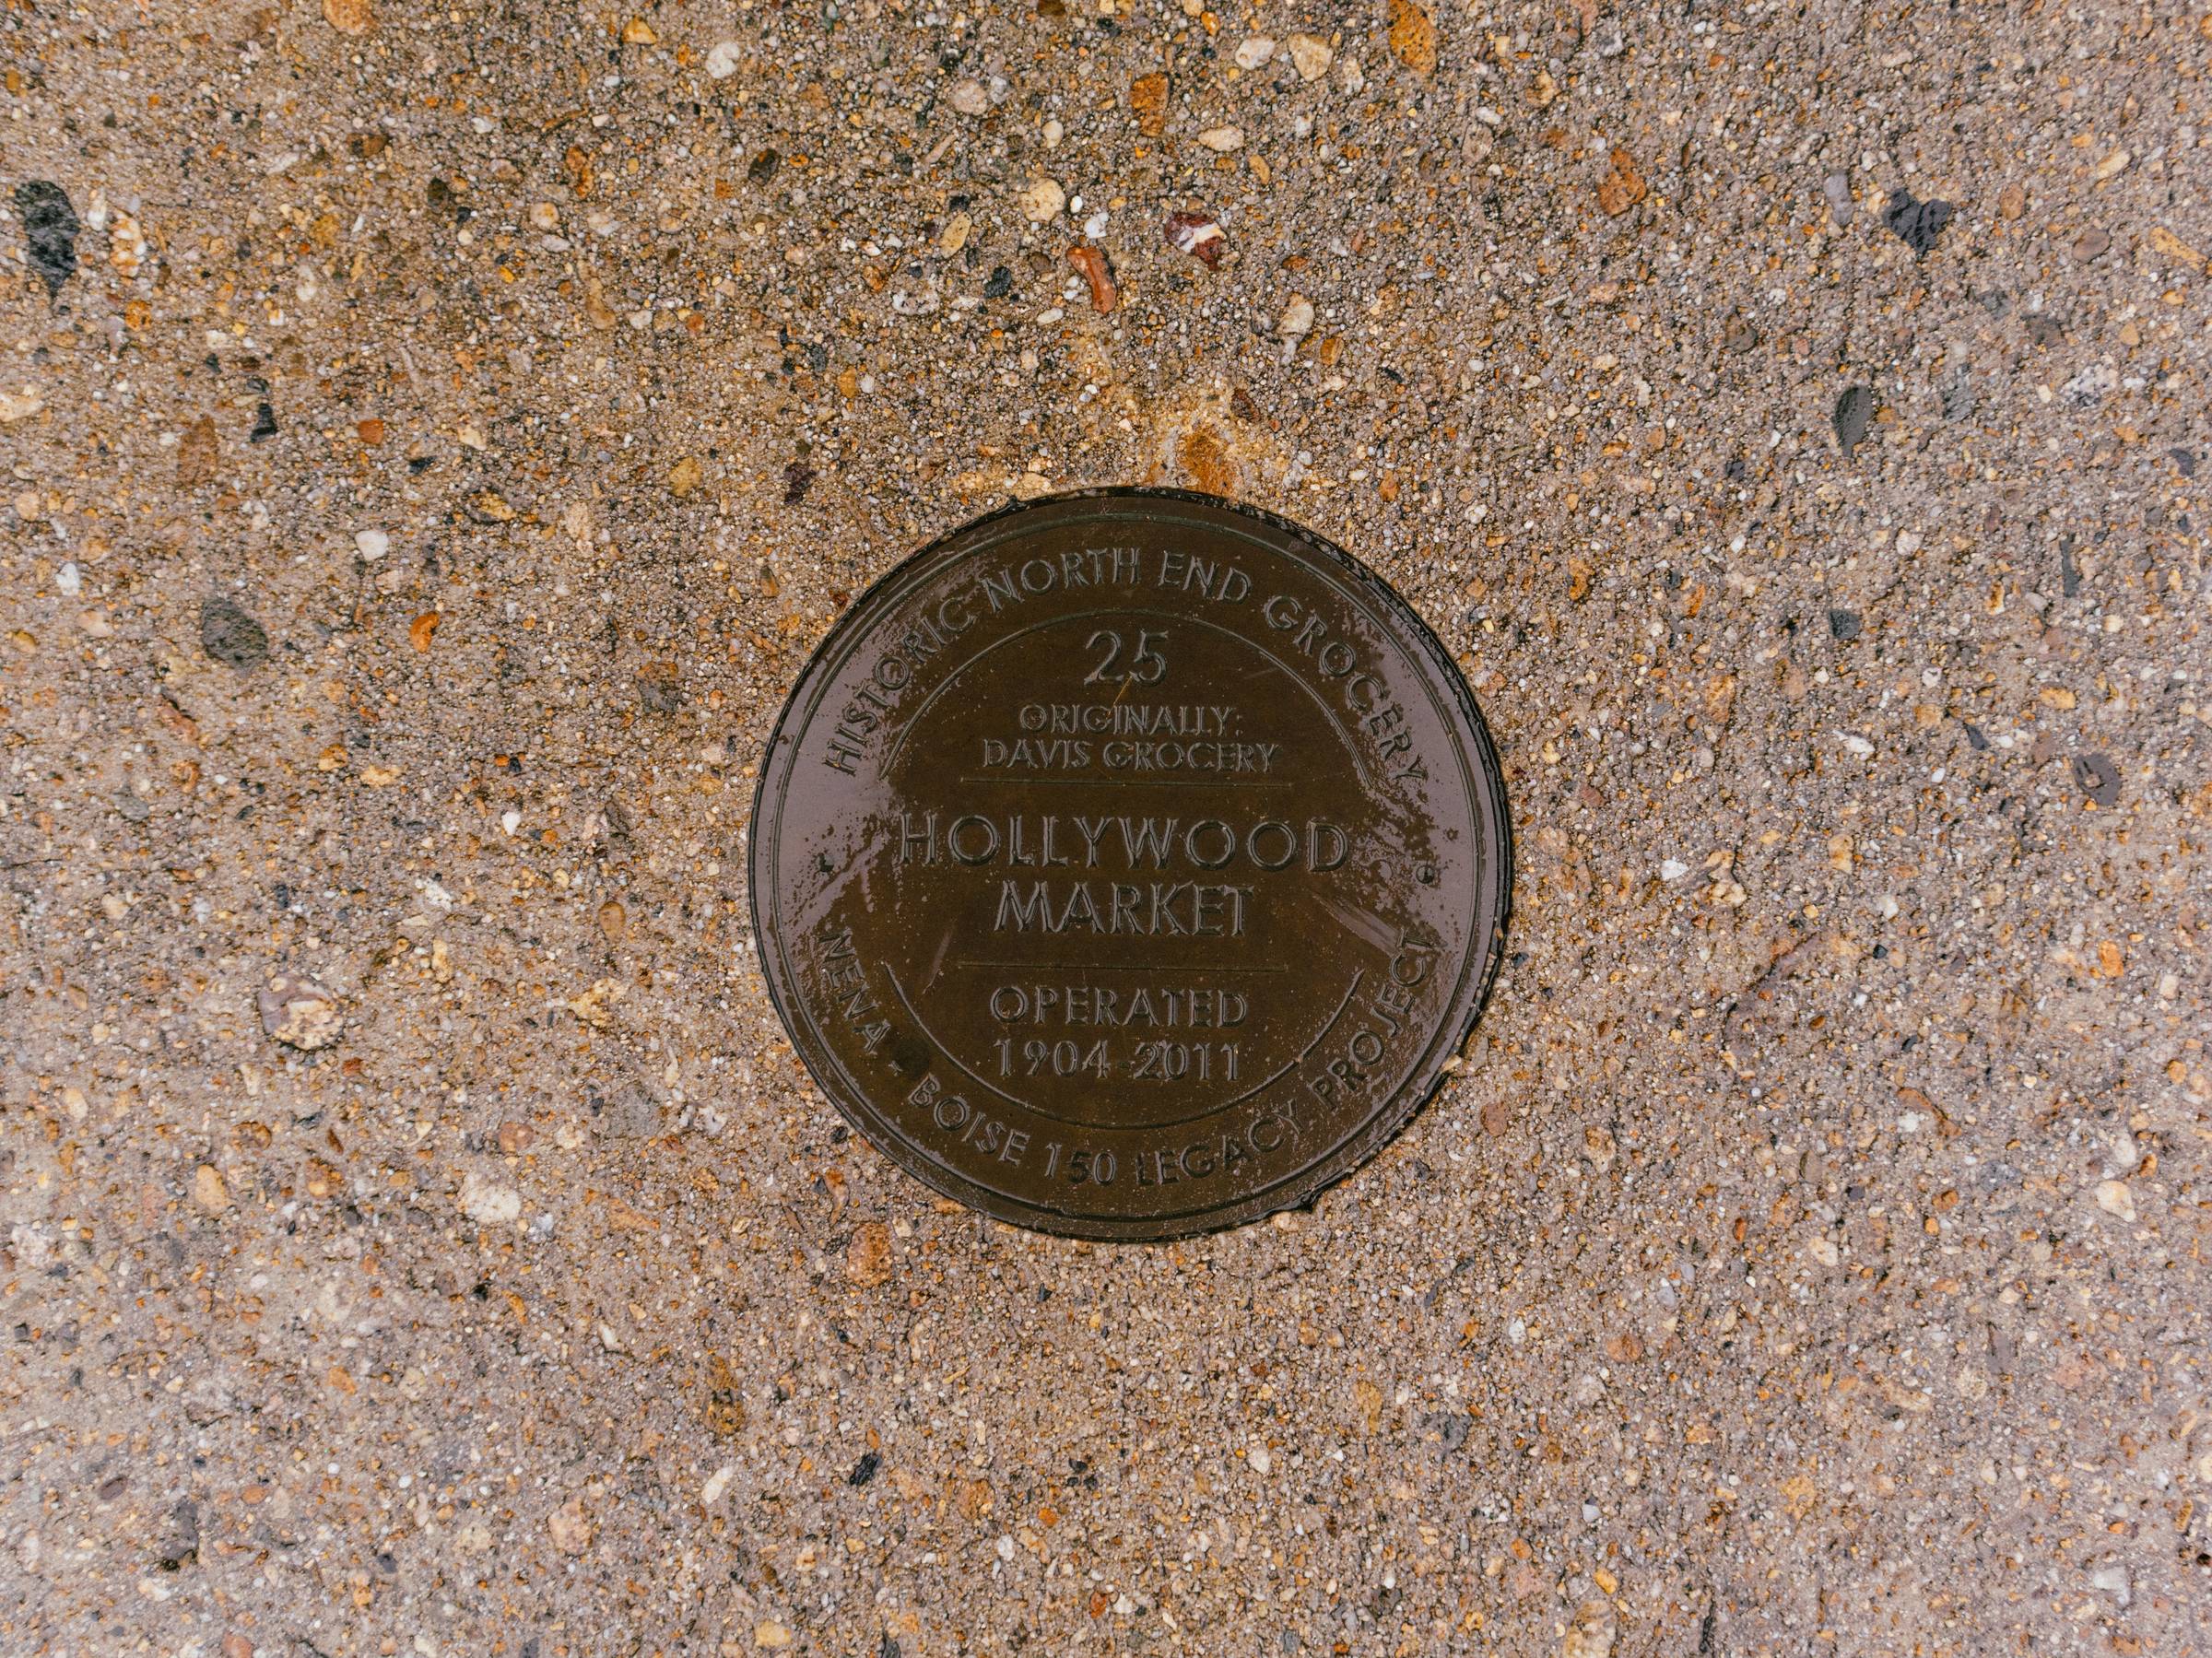 HISTORIC NORTH END GROCERY
25
ORIGINALLY:
DAVIS GROCERY
HOLLYWOOD
MARKET
OPERATED
1904-2011
NENA • BOISE 150 LEGACY PROJECT